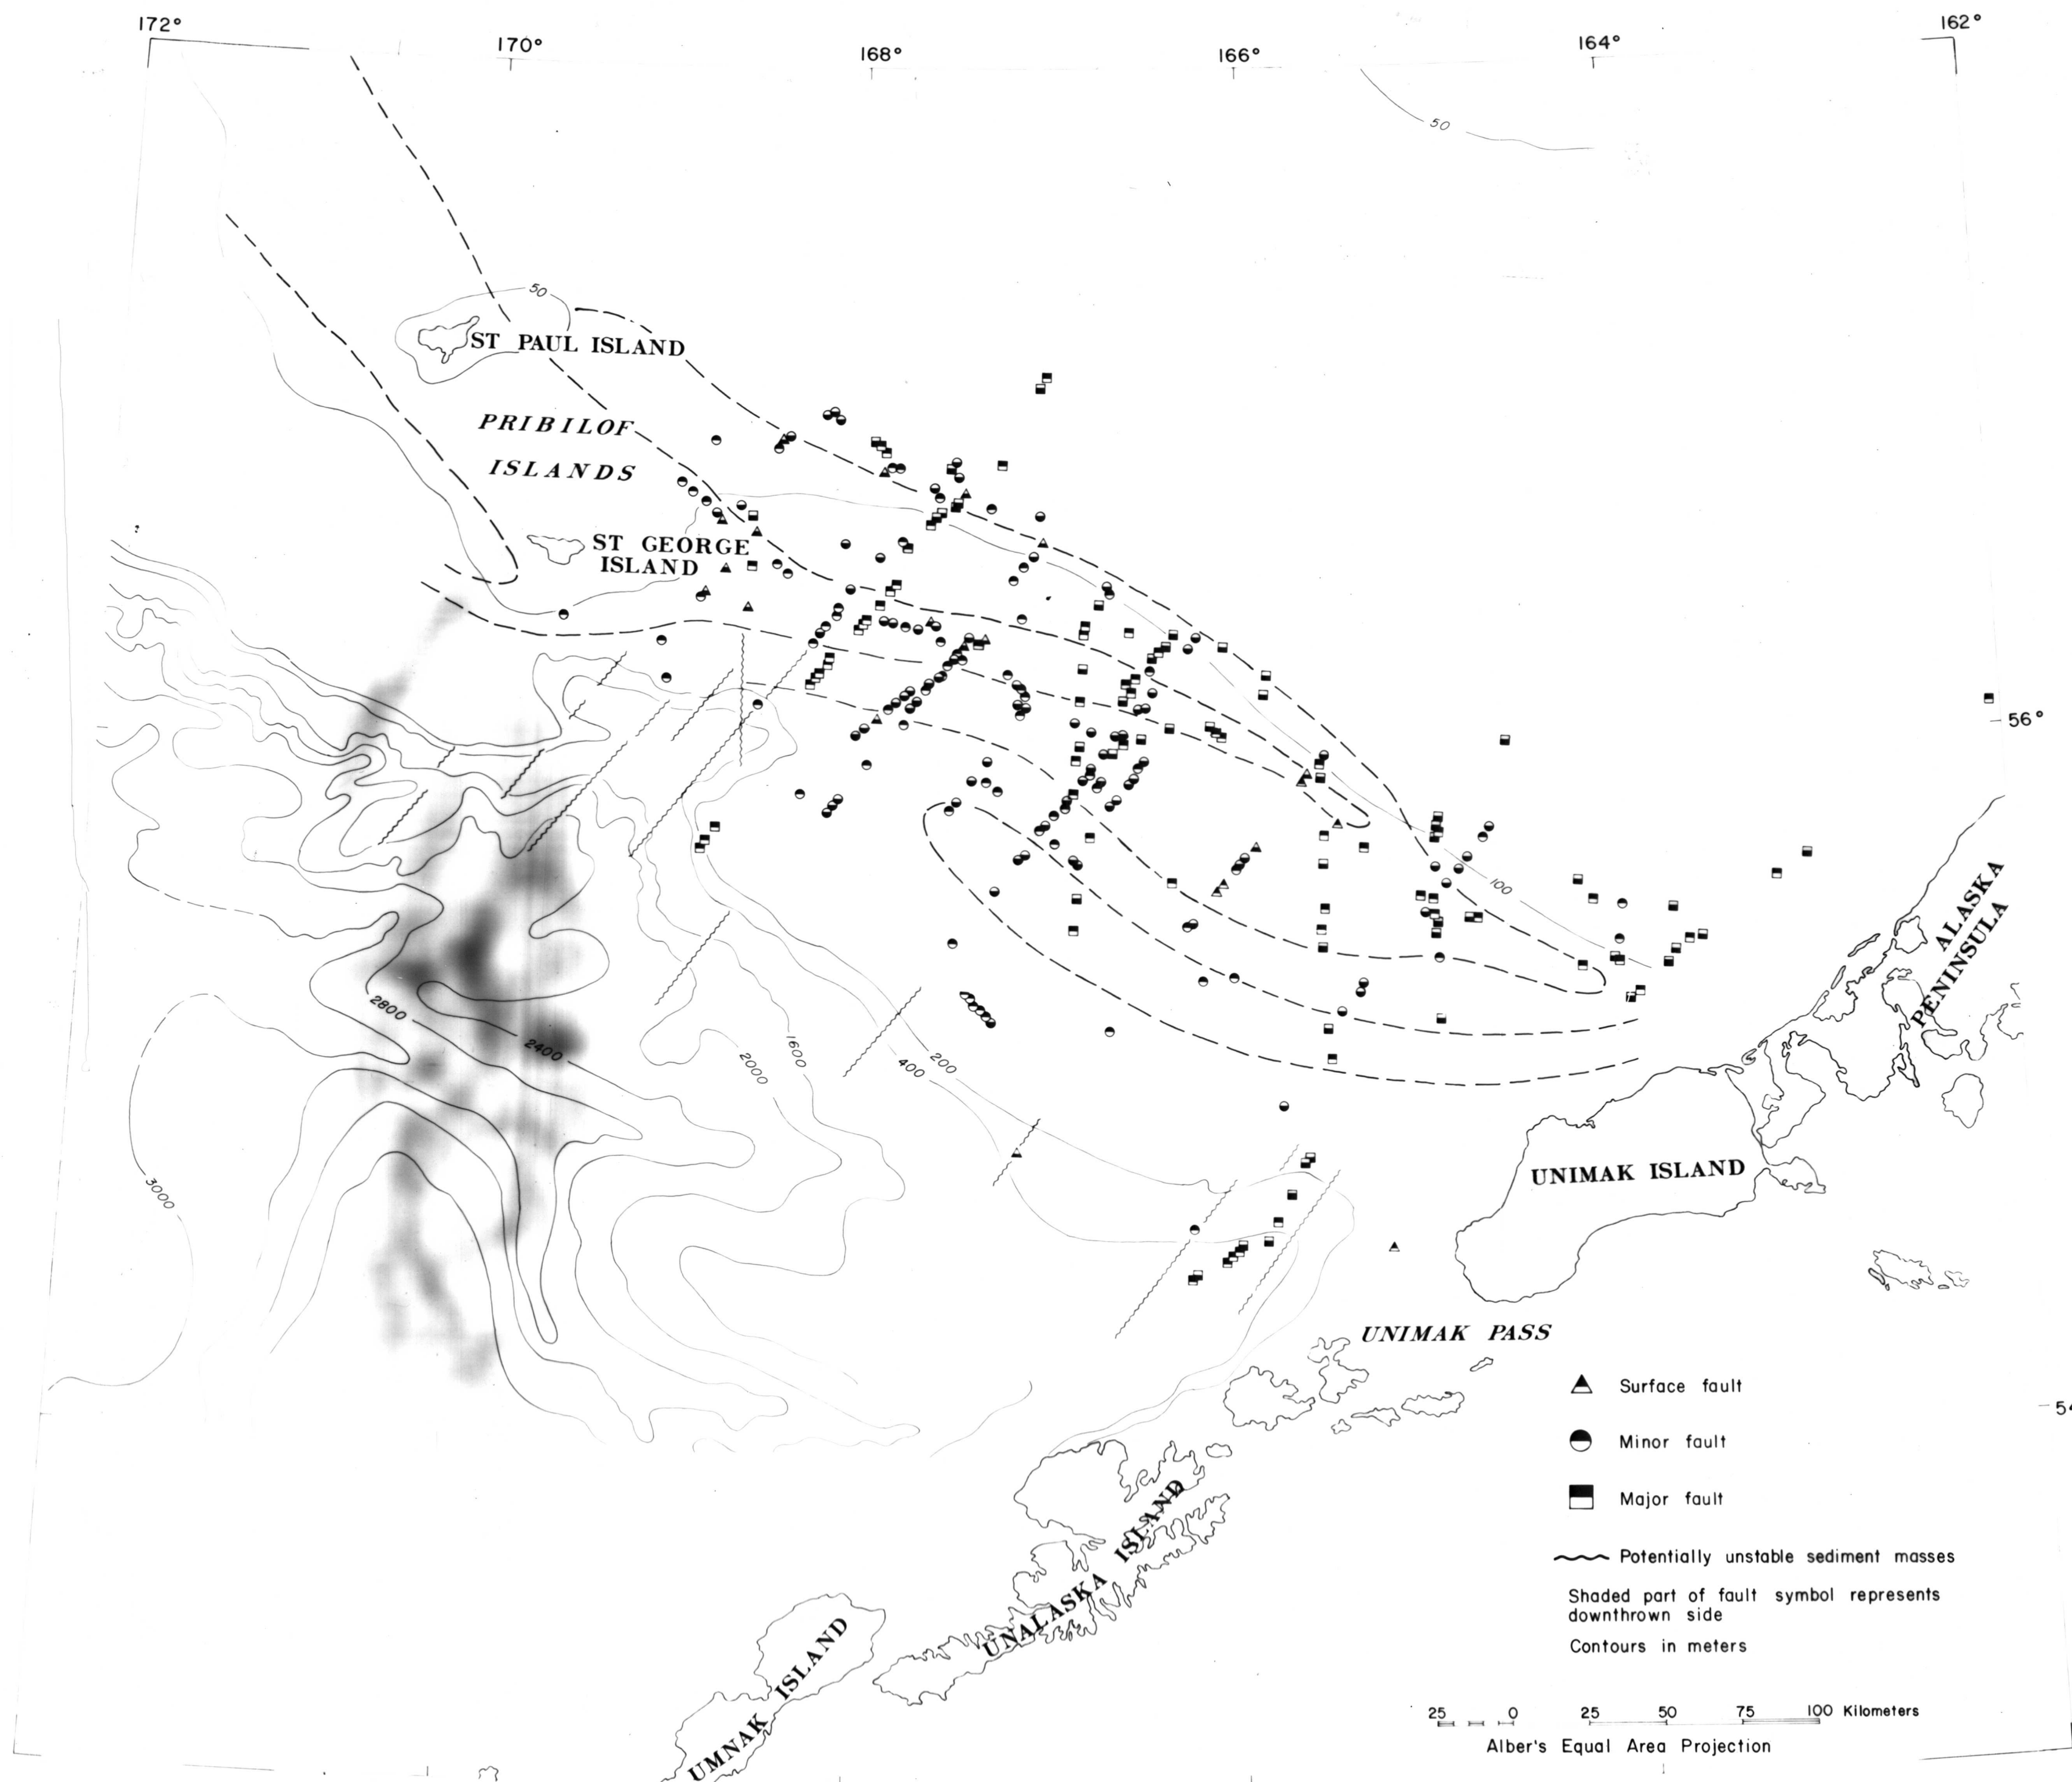 172°
170°
168°
166°
164°
162°
50
50
ST PAUL ISLAND
PRIBILOF
ISLANDS
ST GEORGE
ISLAND
56°
100
ALASKA
PENINSULA
2800
2400
1600
2000
200
400
3000
UNIMAK ISLAND
UNIMAK PASS
Surface fault
Minor fault
Major fault
Potentially unstable sediment masses
Shaded part of fault symbol represents
downthrown side
Contours in meters
UNALASKA ISLAND
UMNAK ISLAND
25 0 25 50 75 100 Kilometers
Alber's Equal Area Projection